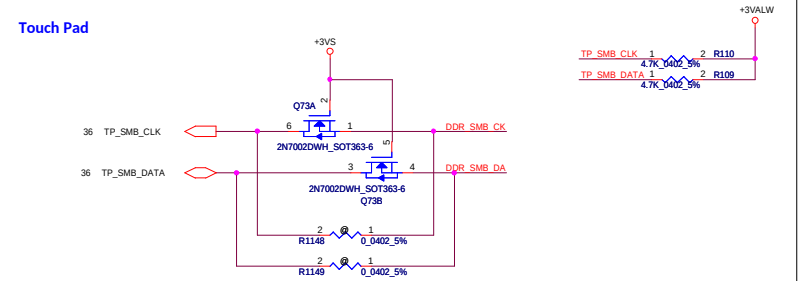 Touch Pad
+3VALW
+3VS
TP_SMB_CLK 1 2 R110
4.7K_0402_5%
TP_SMB_DATA 1 2 R109
4.7K_0402_5%
Q73A
2
36 TP_SMB_CLK 6 1 DDR_SMB_CK
2N7002DWH_SOT363-6
5
36 TP_SMB_DATA 3 4 DDR_SMB_DA
2N7002DWH_SOT363-6
Q73B
2 @ 1
R1148 0_0402_5%
2 @ 1
R1149 0_0402_5%